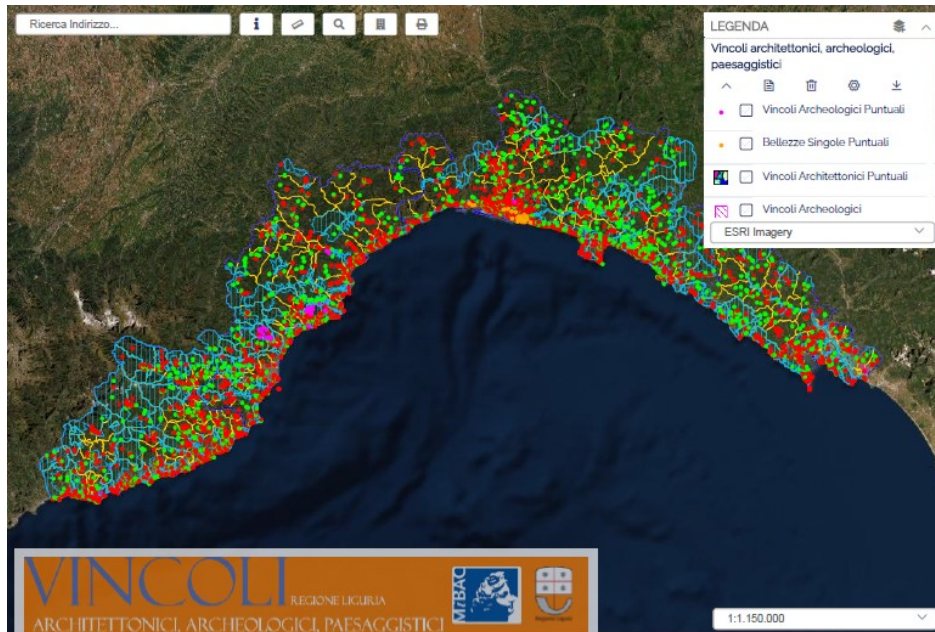 Ricerca Indirizzo...
LEGENDA
Vincoli architettonici, archeologici,
paesaggistici
Vincoli Archeologici Puntuali
Bellezze Singole Puntuali
Vincoli Architettonici Puntuali
Vincoli Archeologici
ESRI Imagery
VINCOLI REGIONE LIGURIA
ARCHITETTONICI, ARCHEOLOGICI, PAESAGGISTICI
MiBAC
Regione Liguria
1:1.150.000